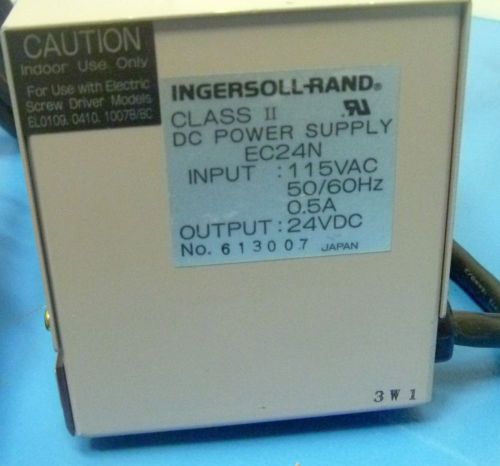 CAUTION
Indoor Use Only
For Use with Electric
Screw Driver Models
EL0109. 0410. 1007B/BC
INGERSOLL-RAND®
CLASS II
DC POWER SUPPLY
EC24N
INPUT : 115VAC
50/60Hz
0.5A
OUTPUT : 24VDC
No. 613007 JAPAN
3W1